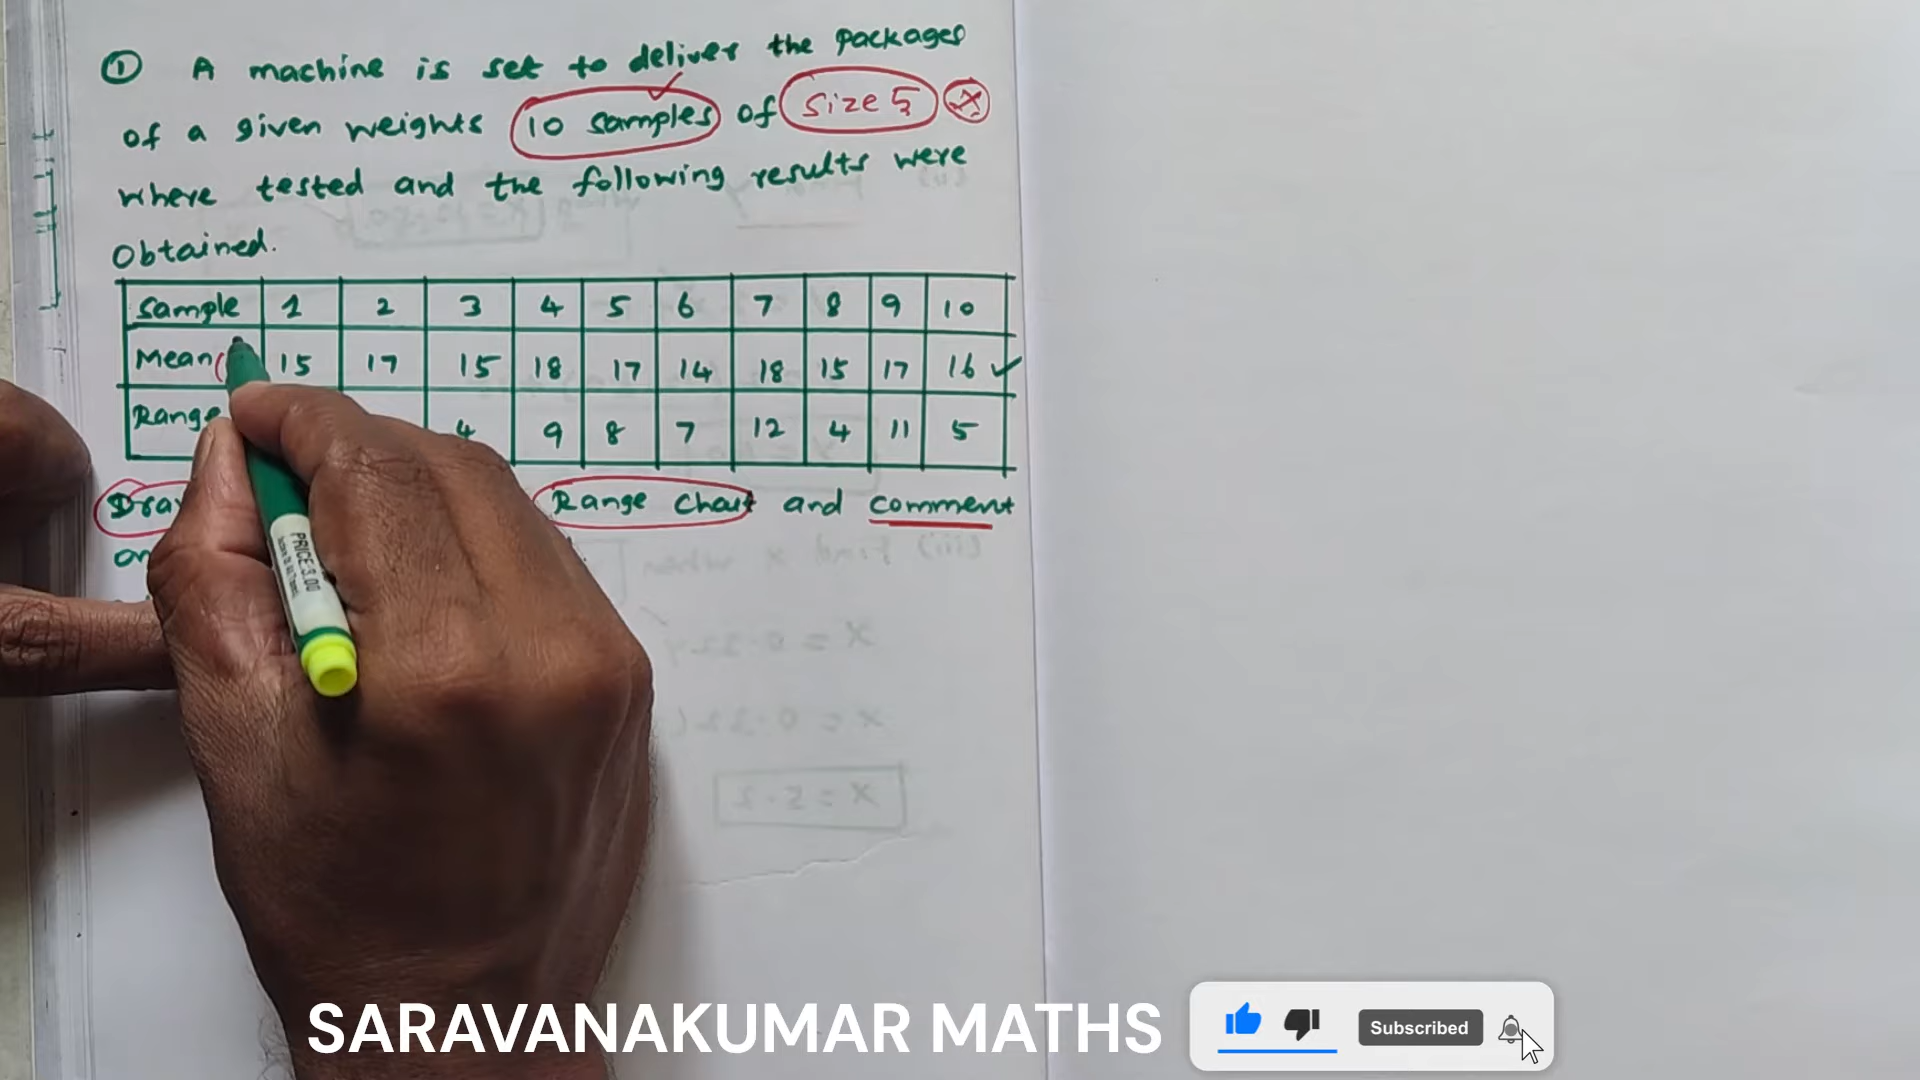 ① A machine is set to deliver the packages
of a given weights 10 samples of size 5
where tested and the following results were
obtained.
Sample 1 2 3 4 5 6 7 8 9 10
Mean ( 15 17 15 18 17 14 18 15 17 16
Range 4 9 8 7 12 4 11 5
Range Chart and comment
PRICE:3.00
SARAVANAKUMAR MATHS
Subscribed